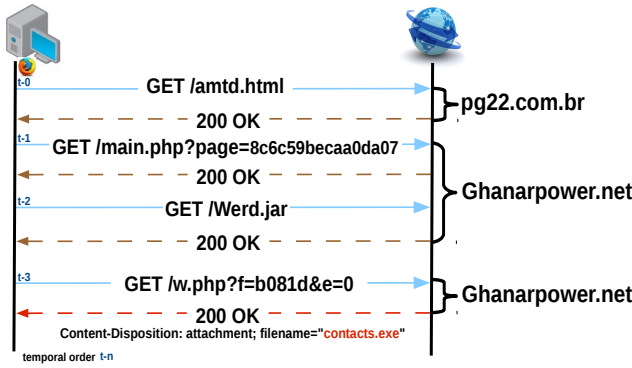 t-0
GET /amtd.html
pg22.com.br
200 OK
t-1
GET /main.php?page=8c6c59becaa0da07
200 OK
Ghanarpower.net
t-2
GET /Werd.jar
200 OK
t-3
GET /w.php?f=b081d&e=0
Ghanarpower.net
200 OK
Content-Disposition: attachment; filename="contacts.exe"
temporal order t-n